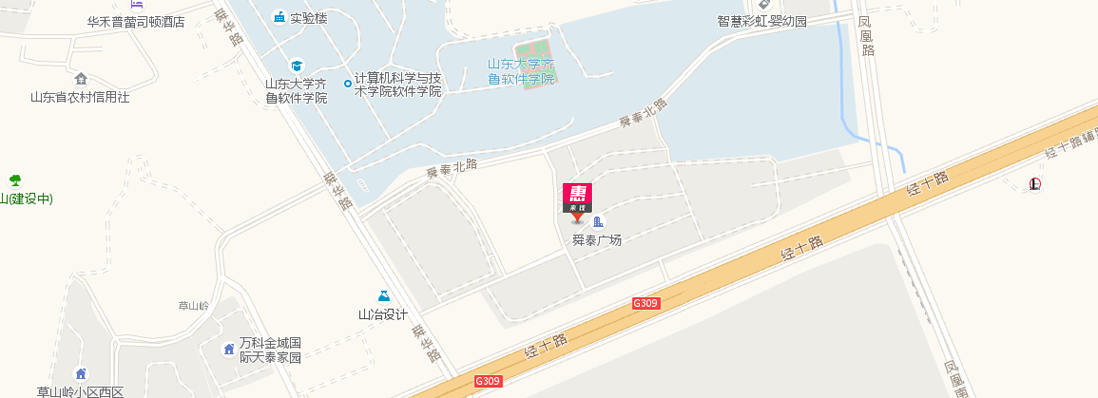 华禾普蕾司顿酒店
舜华路
实验楼
智慧彩虹·婴幼园
凤凰路
山东大学齐
鲁软件学院
计算机科学与技
术学院软件学院
山东大学齐
鲁软件学院
山东省农村信用社
舜泰北路
舜泰北路
经十路辅路
山(建设中)
舜华路
惠
来钱
经十路
舜泰广场
经十路
草山岭
G309
山冶设计
舜华路
万科金域国
际天泰家园
经十路
凤凰南
G309
草山岭小区西区